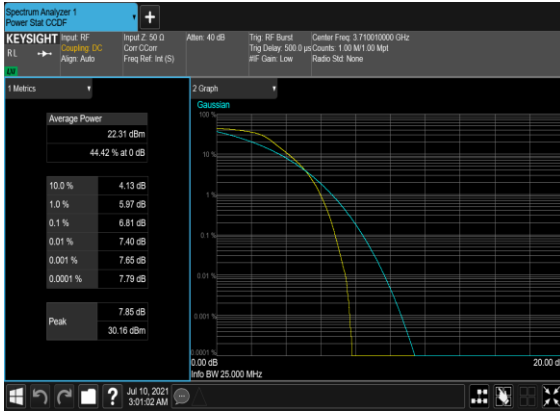 Spectrum Analyzer 1
Power Stat CCDF
+
KEYSIGHT Input: RF Input Z: 50 Ω Atten: 40 dB Trig: RF Burst Center Freq: 3.710010000 GHz
RL Coupling: DC Corr CCorr Trig Delay: 500.0 µs Counts: 1.00 M/1.00 Mpt
Align: Auto Freq Ref: Int (S) #IF Gain: Low Radio Std: None
1 Metrics
Average Power
22.31 dBm
44.42 % at 0 dB
10.0 % 4.13 dB
1.0 % 5.97 dB
0.1 % 6.81 dB
0.01 % 7.40 dB
0.001 % 7.65 dB
0.0001 % 7.79 dB
Peak 7.85 dB
30.16 dBm
2 Graph
Gaussian
100 %
10 %
1 %
0.1 %
0.01 %
0.001 %
0.0001 %
0.00 dB 20.00 d
Info BW 25.000 MHz
? Jul 10, 2021
3:01:02 AM